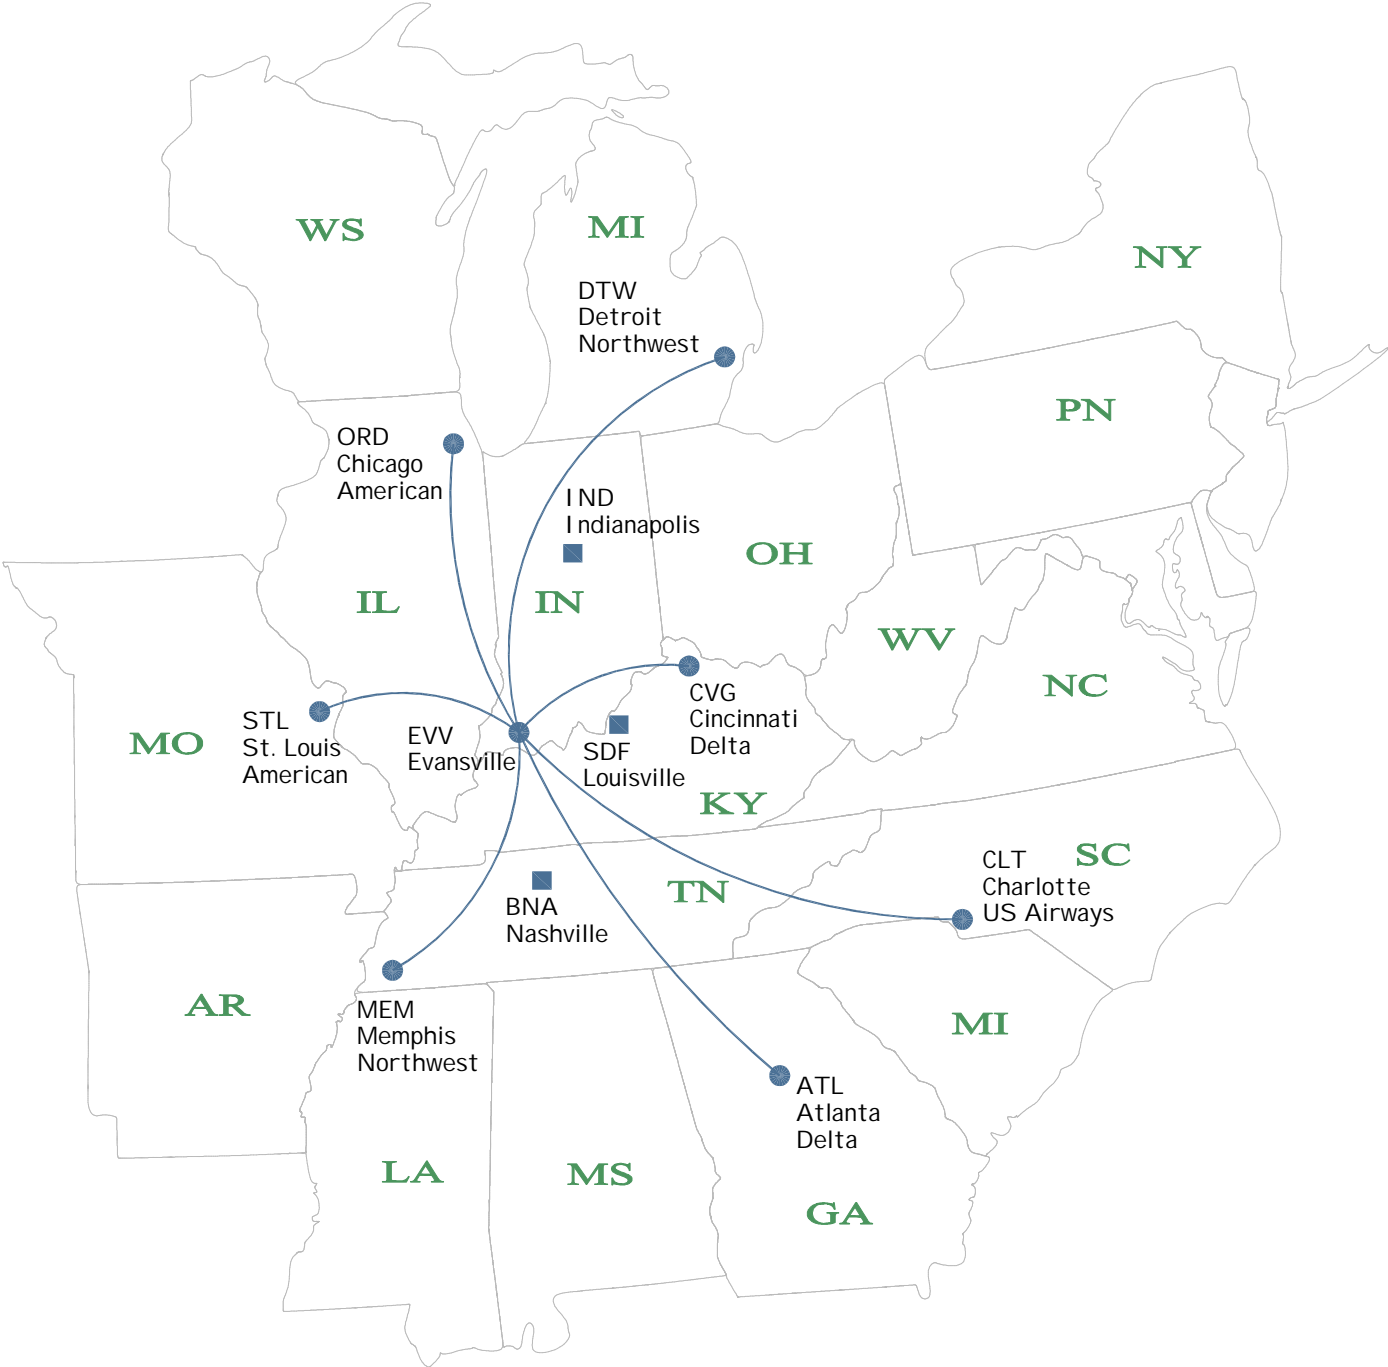 WS
MI
NY
DTW
Detroit
Northwest
PN
ORD
Chicago
American
IND
Indianapolis
OH
IL
IN
WV
NC
CVG
Cincinnati
Delta
STL
St. Louis
American
MO
EVV
Evansville
SDF
Louisville
KY
CLT
Charlotte
US Airways
SC
TN
BNA
Nashville
AR
MEM
Memphis
Northwest
MI
ATL
Atlanta
Delta
LA
MS
GA